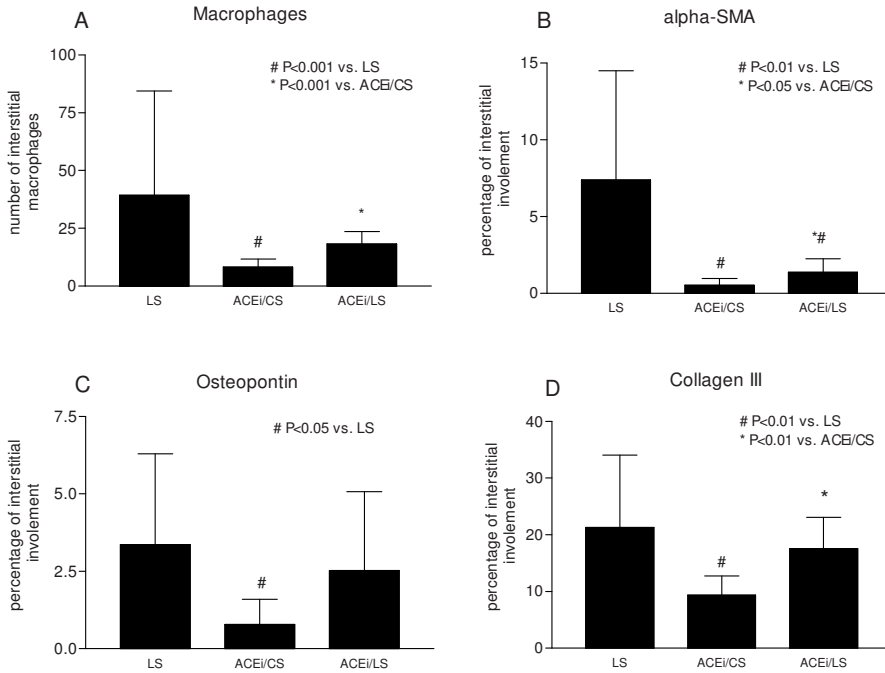 A
Macrophages
# P<0.001 vs. LS
* P<0.001 vs. ACEi/CS
number of interstitial
macrophages
100
75
50
25
0
#
*
LS
ACEi/CS
ACEi/LS
B
alpha-SMA
# P<0.01 vs. LS
* P<0.05 vs. ACEi/CS
percentage of interstitial
involement
15
10
5
0
#
*#
LS
ACEi/CS
ACEi/LS
C
Osteopontin
# P<0.05 vs. LS
percentage of interstitial
involement
7.5
5.0
2.5
0.0
#
LS
ACEi/CS
ACEi/LS
D
Collagen III
# P<0.01 vs. LS
* P<0.01 vs. ACEi/CS
percentage of interstitial
involement
40
30
20
10
0
#
*
LS
ACEi/CS
ACEi/LS